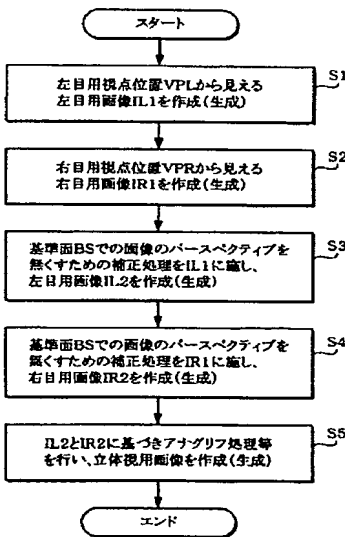 スタート
S1
左目用視点位置VPLから見える
左目用画像IL1を作成(生成)
S2
右目用視点位置VPRから見える
右目用画像IR1を作成(生成)
S3
基準面BSでの画像のパースペクティブを
無くすための補正処理をIL1に施し、
左目用画像IL2を作成(生成)
S4
基準面BSでの画像のパースペクティブを
無くすための補正処理をIR1に施し、
右目用画像IR2を作成(生成)
S5
IL2とIR2に基づきアナグリフ処理等
を行い、立体視用画像を作成(生成)
エンド